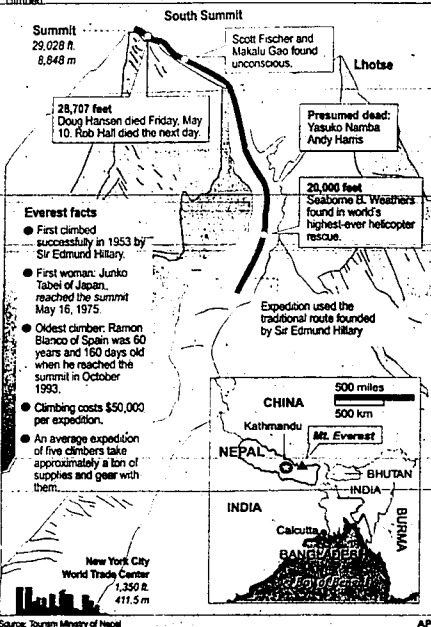 South Summit
Summit
29,028 ft.
8,848 m.
Scott Fischer and
Makalu Gao found
unconscious.
Lhotse
28,707 feet
Doug Hansen died Friday, May
10. Rob Hall died the next day.
Presumed dead:
Yasuko Namba
Andy Harris
20,000 feet
Seaborne B. Weathers
found in world's
highest-ever helicopter
rescue.
Everest facts
● First climbed
successfully in 1953 by
Sir Edmund Hillary.
● First woman: Junko
Tabei of Japan,
reached the summit
May 16, 1975.
● Oldest climber: Ramon
Blanco of Spain was 60
years and 160 days old
when he reached the
summit in October
1993.
● Climbing costs $50,000
per expedition.
● An average expedition
of five climbers take
approximately a ton of
supplies and gear with
them.
Expedition used the
traditional route founded
by Sir Edmund Hillary
500 miles
500 km
CHINA
Kathmandu
Mt. Everest
NEPAL
BHUTAN
INDIA
INDIA
BURMA
Calcutta
BANGLADESH
Bay of Bengal
New York City
World Trade Center
1,350 ft.
411.5 m
Source: Tourism Ministry of Nepal
AP